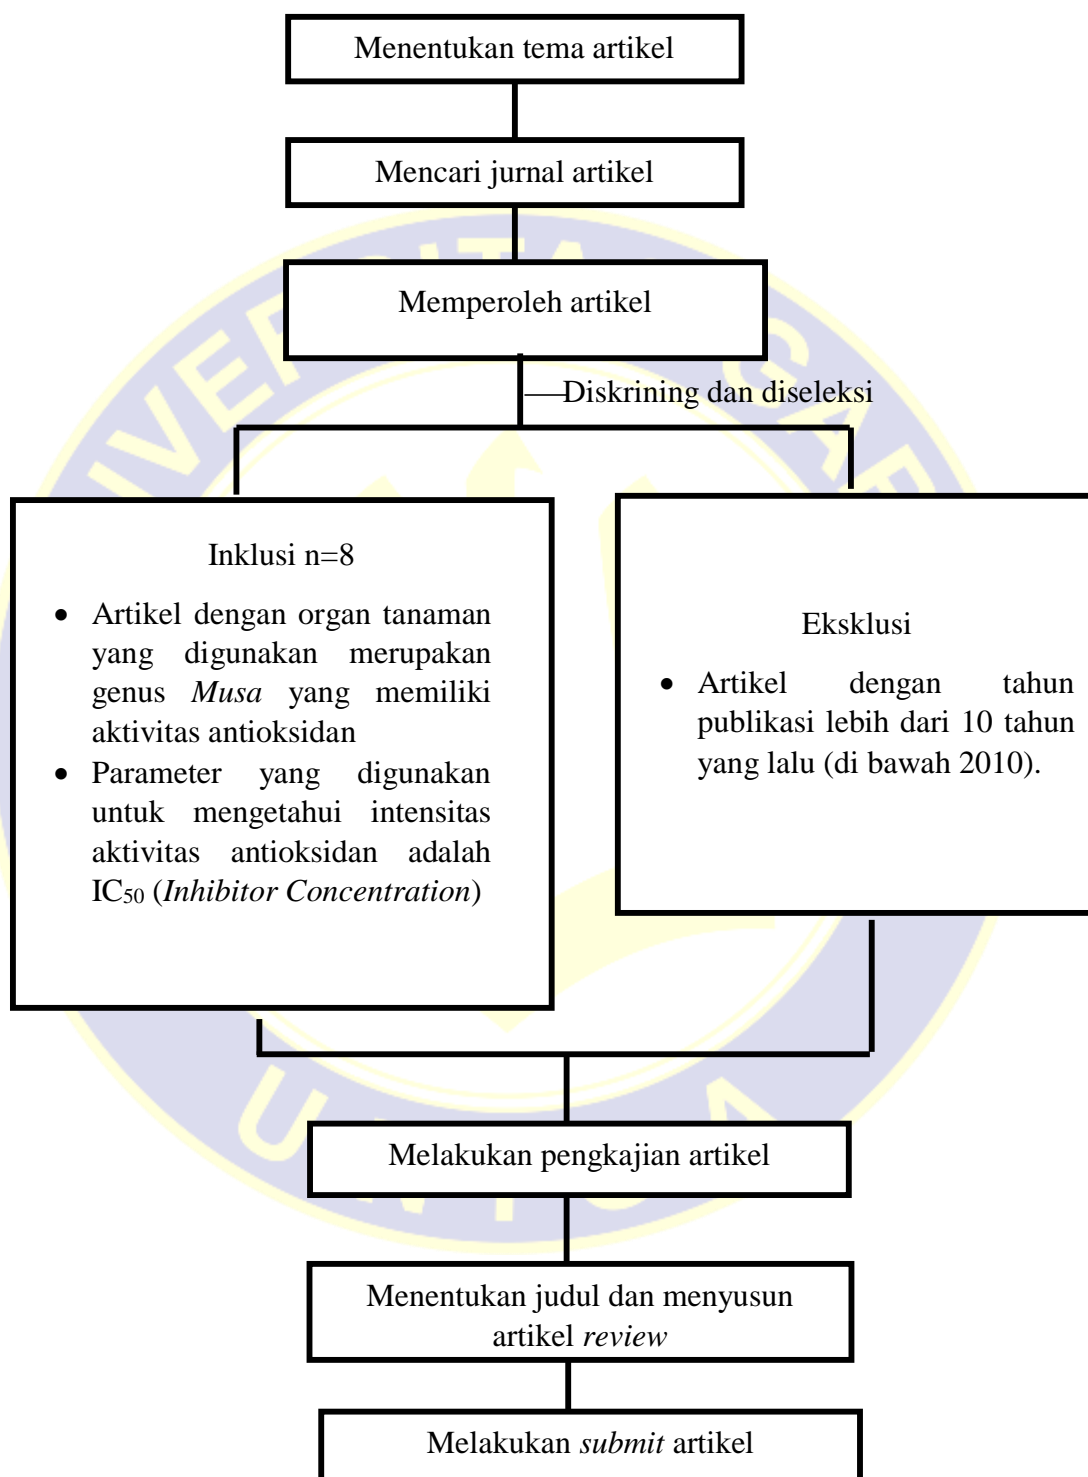 Menentukan tema artikel
Mencari jurnal artikel
Memperoleh artikel
Diskrining dan diseleksi
Inklusi n=8
• Artikel dengan organ tanaman
yang digunakan merupakan
genus Musa yang memiliki
aktivitas antioksidan
• Parameter yang digunakan
untuk mengetahui intensitas
aktivitas antioksidan adalah
IC₅₀ (Inhibitor Concentration)
Eksklusi
• Artikel dengan tahun
publikasi lebih dari 10 tahun
yang lalu (di bawah 2010).
Melakukan pengkajian artikel
Menentukan judul dan menyusun
artikel review
Melakukan submit artikel